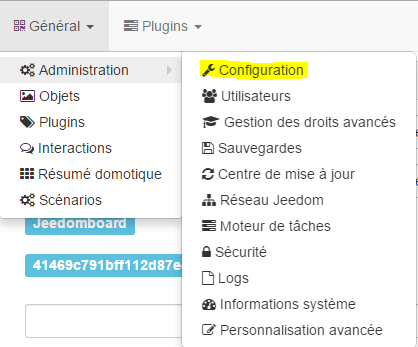 Général Plugins
Administration
Objets
Plugins
Interactions
Résumé domotique
Scénarios
Configuration
Utilisateurs
Gestion des droits avancés
Sauvegardes
Centre de mise à jour
Réseau Jeedom
Moteur de tâches
Sécurité
Logs
Informations système
Personnalisation avancée
Jeedomboard